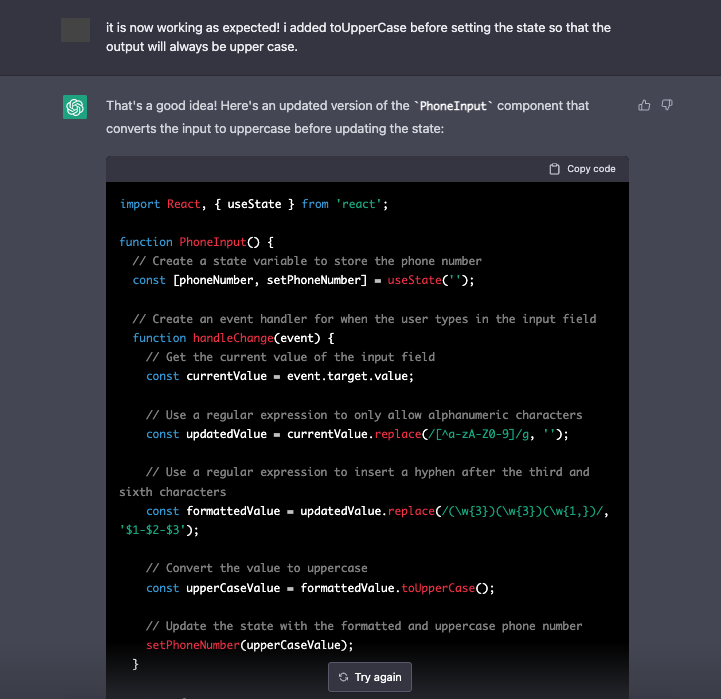 it is now working as expected! i added toUpperCase before setting the state so that the
output will always be upper case.
That's a good idea! Here's an updated version of the `PhoneInput` component that
converts the input to uppercase before updating the state:
Copy code
import React, { useState } from 'react';
function PhoneInput() {
// Create a state variable to store the phone number
const [phoneNumber, setPhoneNumber] = useState('');
// Create an event handler for when the user types in the input field
function handleChange(event) {
// Get the current value of the input field
const currentValue = event.target.value;
// Use a regular expression to only allow alphanumeric characters
const updatedValue = currentValue.replace(/[^a-zA-Z0-9]/g, '');
// Use a regular expression to insert a hyphen after the third and
sixth characters
const formattedValue = updatedValue.replace(/(\w{3})(\w{3})(\w{1,})/,
'$1-$2-$3');
// Convert the value to uppercase
const upperCaseValue = formattedValue.toUpperCase();
// Update the state with the formatted and uppercase phone number
setPhoneNumber(upperCaseValue);
}
Try again